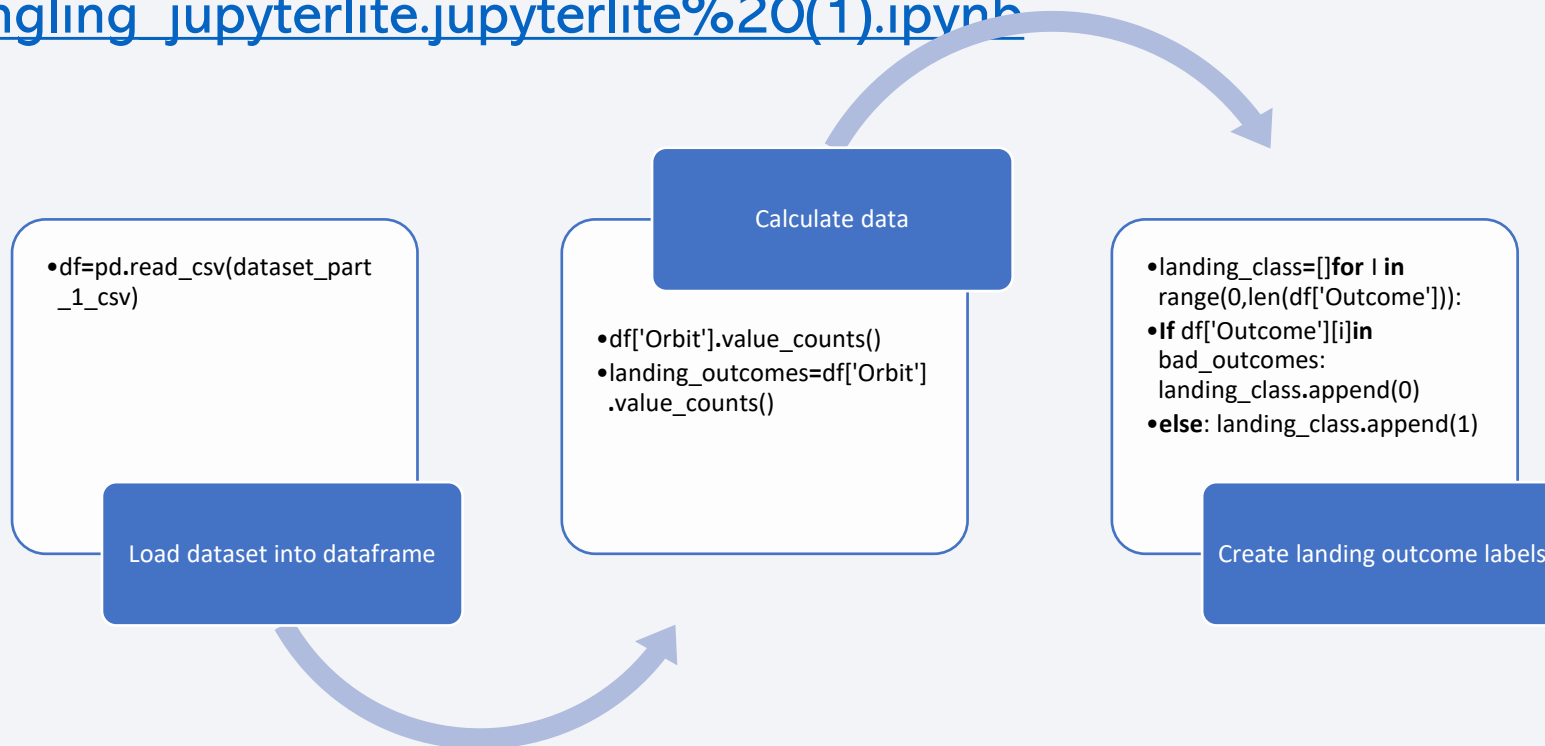 ngling_jupyterlite.jupyterlite%20(1).ipynb
•df=pd.read_csv(dataset_part
_1_csv)
Load dataset into dataframe
Calculate data
•df['Orbit'].value_counts()
•landing_outcomes=df['Orbit']
.value_counts()
•landing_class=[]for I in
range(0,len(df['Outcome'])):
•If df['Outcome'][i]in
bad_outcomes:
landing_class.append(0)
•else: landing_class.append(1)
Create landing outcome labels